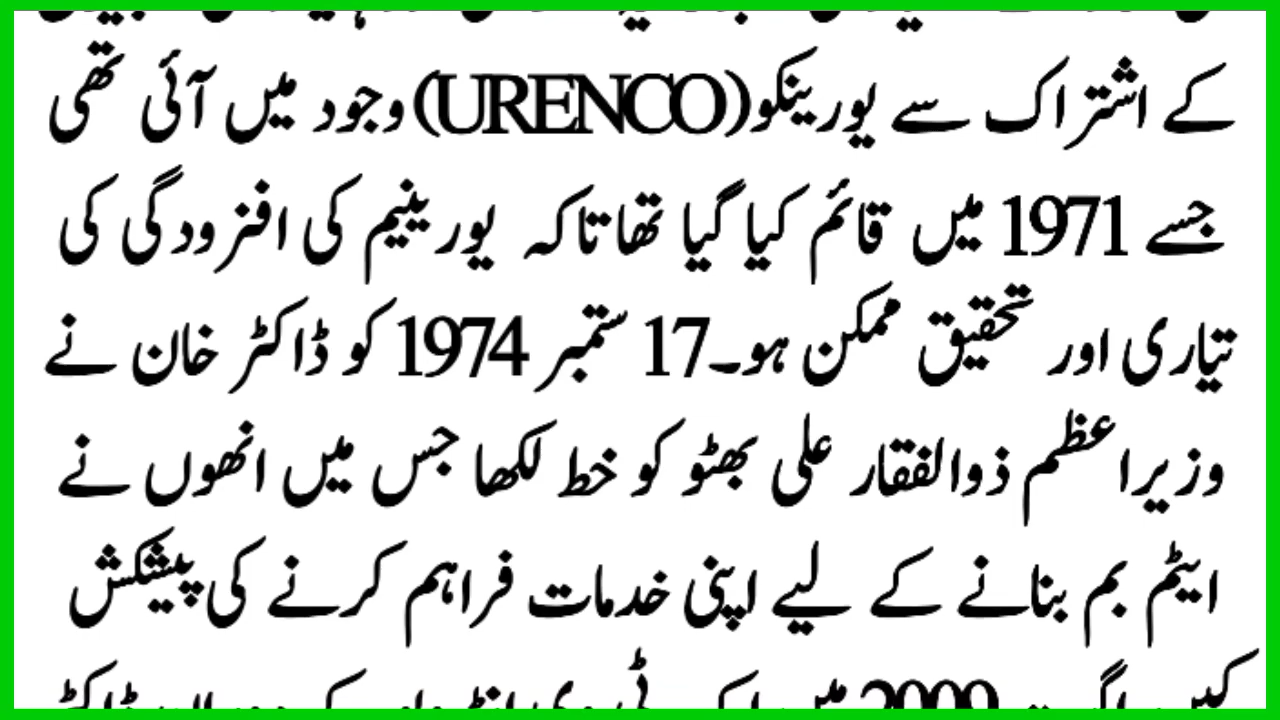 کے اشتراک سے یورینکو(URENCO) وجود میں آئی تھی
جسے 1971 میں قائم کیا گیا تھا تاکہ یورینیم کی افزودگی کی
تیاری اور تحقیق ممکن ہو۔17 ستمبر 1974 کو ڈاکٹر خان نے
وزیراعظم ذوالفقار علی بھٹو کو خط لکھا جس میں انھوں نے
ایٹم بم بنانے کے لیے اپنی خدمات فراہم کرنے کی پیشکش
2009 میں